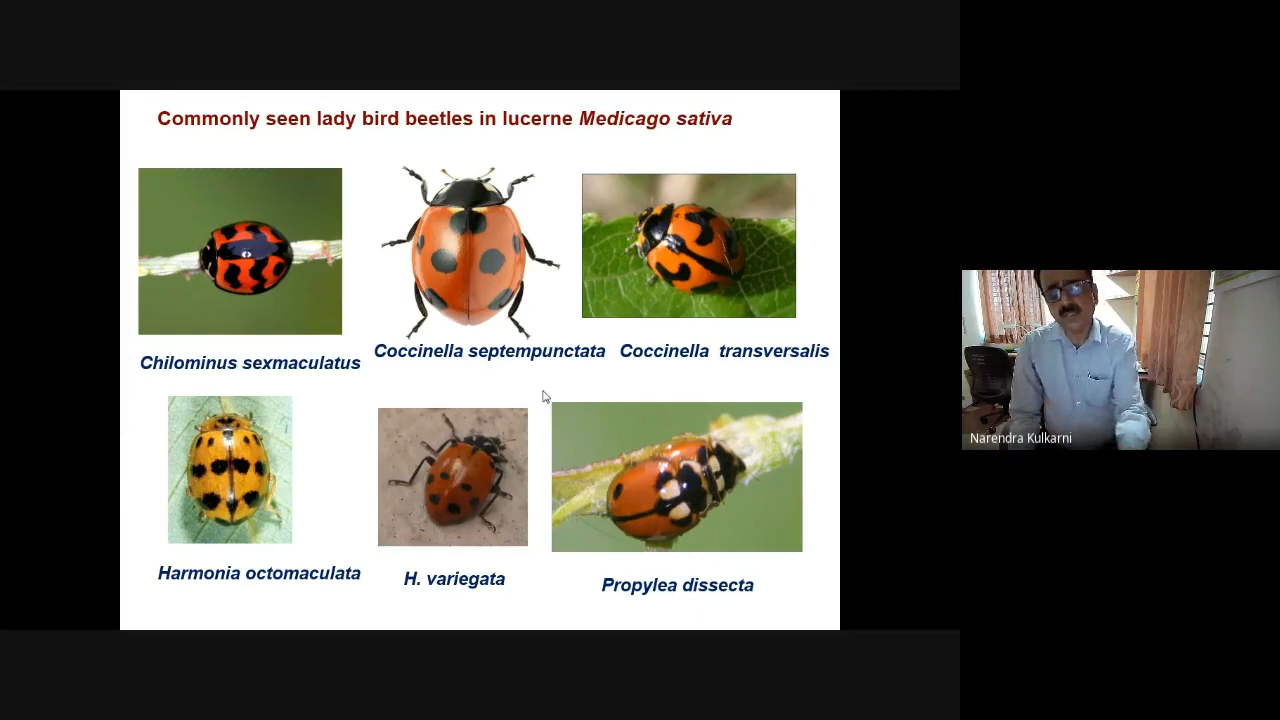 Commonly seen lady bird beetles in lucerne Medicago sativa
Chilominus sexmaculatus
Coccinella septempunctata
Coccinella transversalis
Harmonia octomaculata
H. variegata
Propylea dissecta
Narendra Kulkarni